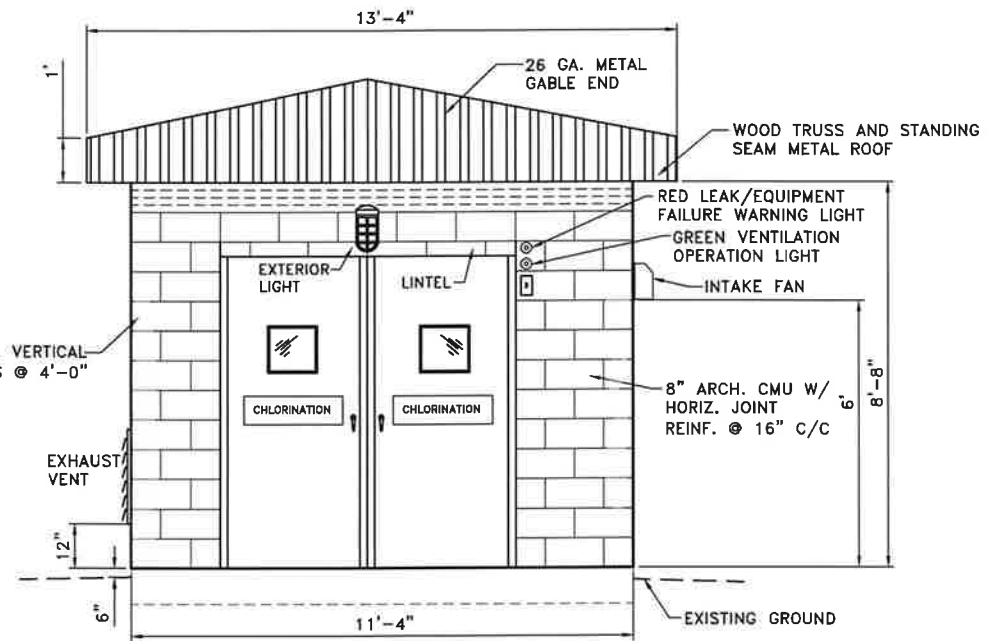 13'-4"
1'
26 GA. METAL
GABLE END
WOOD TRUSS AND STANDING
SEAM METAL ROOF
RED LEAK/EQUIPMENT
FAILURE WARNING LIGHT
GREEN VENTILATION
OPERATION LIGHT
EXTERIOR
LIGHT
LINTEL
INTAKE FAN
VERTICAL
S @ 4'-0"
CHLORINATION
CHLORINATION
8" ARCH. CMU W/
HORIZ. JOINT
REINF. @ 16" C/C
6'
8'-8"
EXHAUST
VENT
12"
6"
11'-4"
EXISTING GROUND